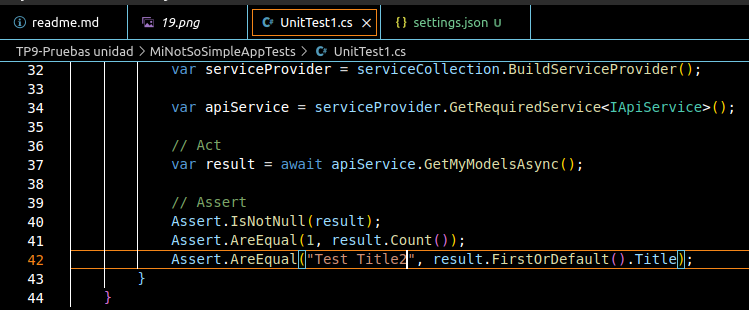 readme.md 19.png C# UnitTest1.cs X {} settings.json U
TP9-Pruebas unidad > MiNotSoSimpleAppTests > C# UnitTest1.cs
32 var serviceProvider = serviceCollection.BuildServiceProvider();
33
34 var apiService = serviceProvider.GetRequiredService<IApiService>();
35
36 // Act
37 var result = await apiService.GetMyModelsAsync();
38
39 // Assert
40 Assert.IsNotNull(result);
41 Assert.AreEqual(1, result.Count());
42 Assert.AreEqual("Test Title2", result.FirstOrDefault().Title);
43 }
44 }